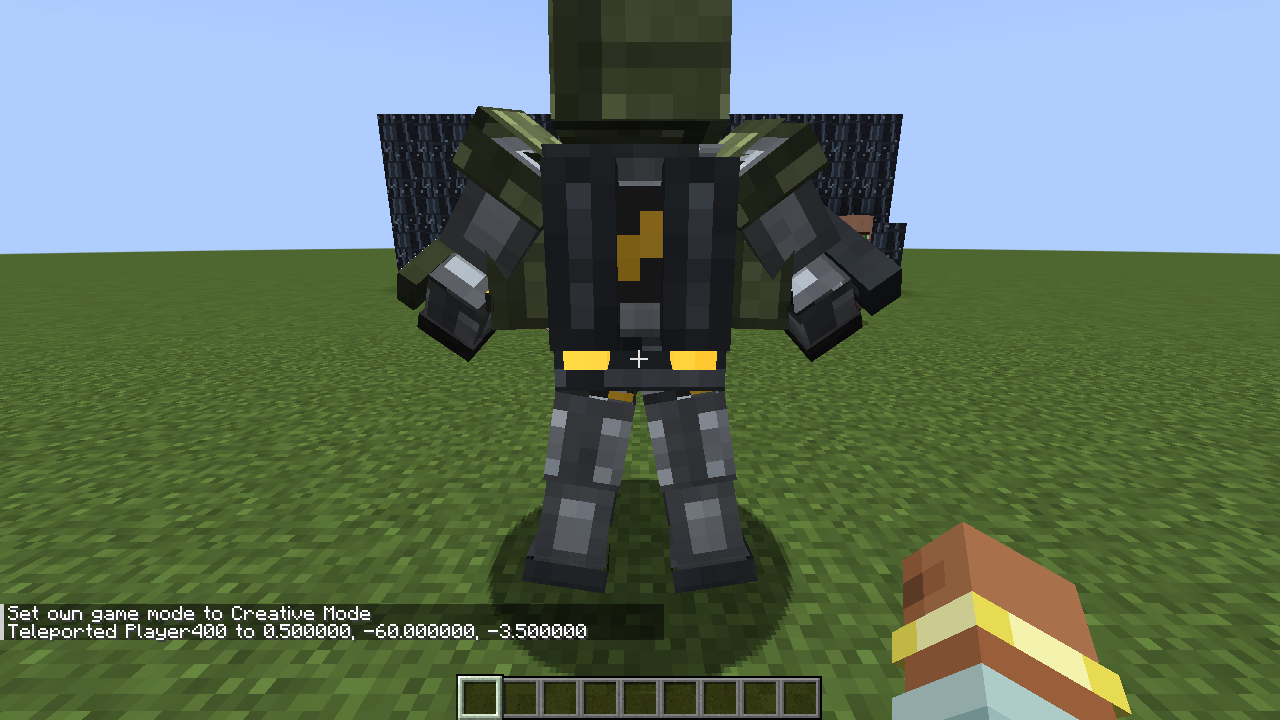 Set own game mode to Creative Mode
Teleported Player400 to 0.500000, -60.000000, -3.500000